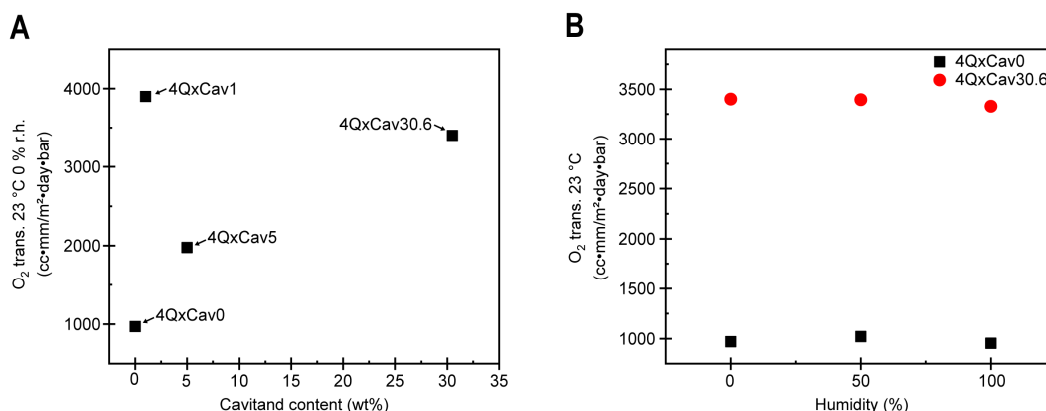 A
C₂ trans. 23 °C 0 % r.h.
(cc•mm/m²•day•bar)
4000
3000
2000
1000
4QxCav1
4QxCav30.6
4QxCav5
4QxCav0
0
5
10
15
20
25
30
35
Cavitand content (wt%)
B
O₂ trans. 23 °C
(cc•mm/m²•day•bar)
4QxCav0
4QxCav30.6
3500
3000
2500
2000
1500
1000
0
50
100
Humidity (%)